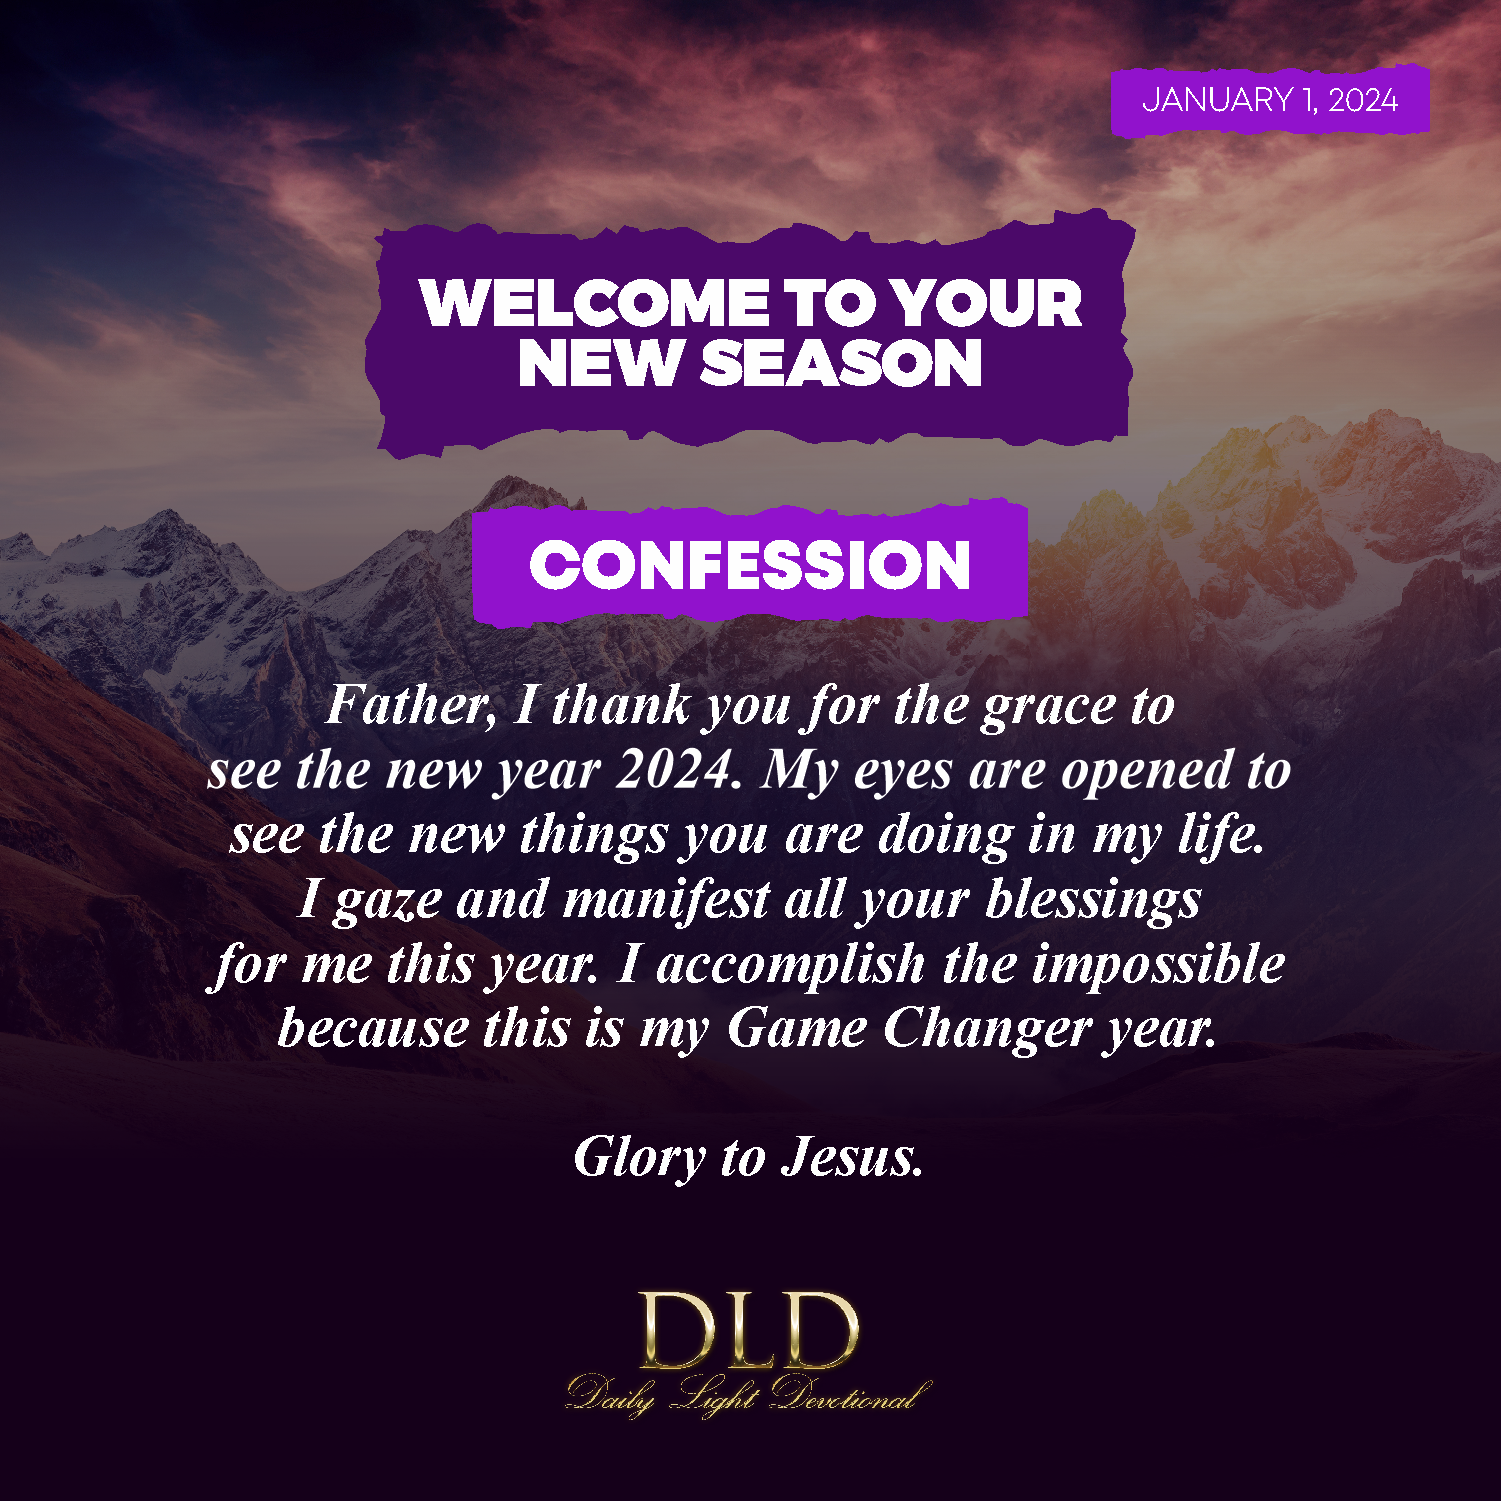 JANUARY 1, 2024
WELCOME TO YOUR
NEW SEASON
CONFESSION
Father, I thank you for the grace to
see the new year 2024. My eyes are opened to
see the new things you are doing in my life.
I gaze and manifest all your blessings
for me this year. I accomplish the impossible
because this is my Game Changer year.
Glory to Jesus.
DLD
Daily Light Devotional